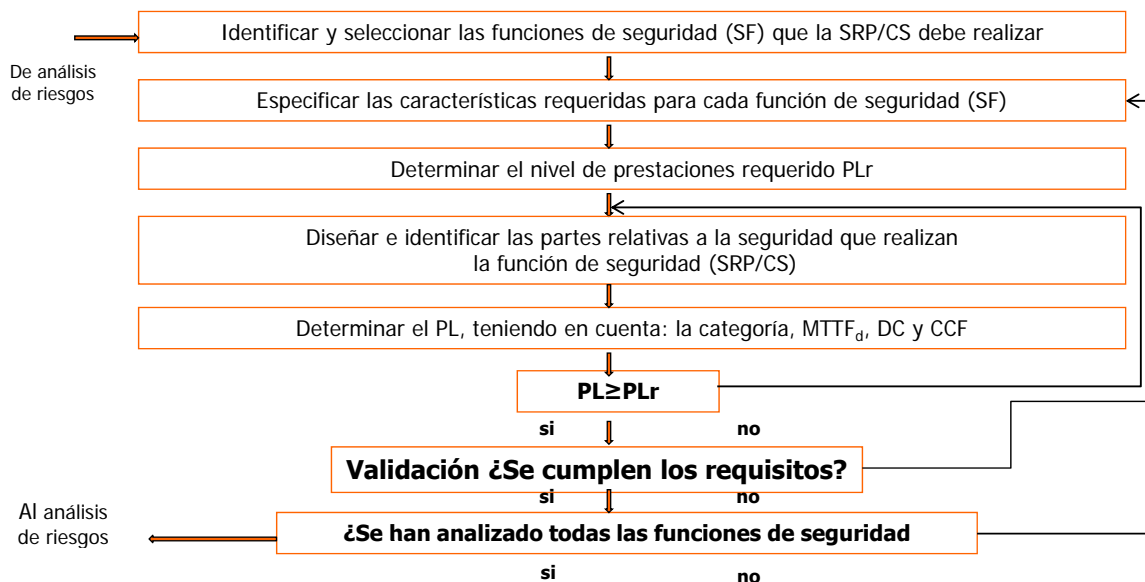 Identificar y seleccionar las funciones de seguridad (SF) que la SRP/CS debe realizar
De análisis
de riesgos
Especificar las características requeridas para cada función de seguridad (SF)
Determinar el nivel de prestaciones requerido PLr
Diseñar e identificar las partes relativas a la seguridad que realizan
la función de seguridad (SRP/CS)
Determinar el PL, teniendo en cuenta: la categoría, MTTFd, DC y CCF
PL≥PLr
si no
Validación ¿Se cumplen los requisitos?
si no
Al análisis
de riesgos
¿Se han analizado todas las funciones de seguridad
si no